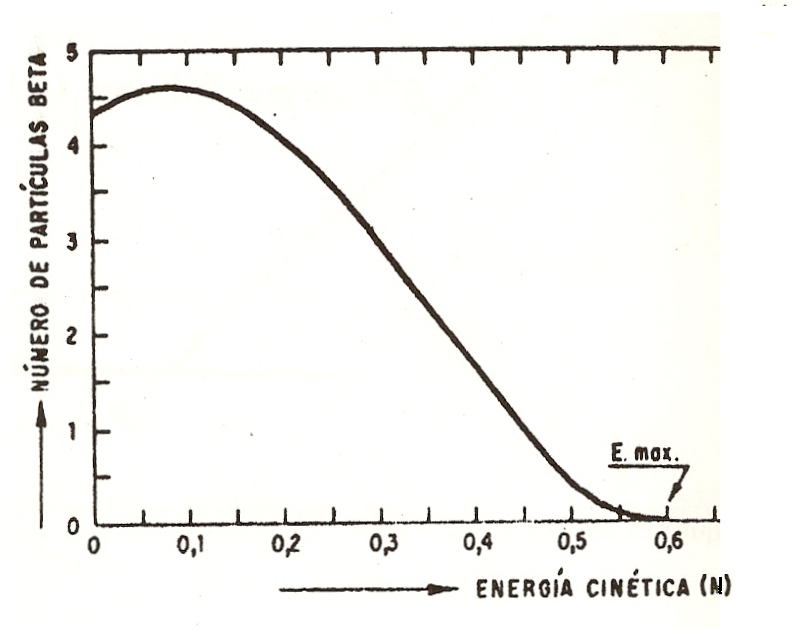 NÚMERO DE PARTÍCULAS BETA
5
4
3
2
1
0
0 0,1 0,2 0,3 0,4 0,5 0,6
E. max.
ENERGÍA CINÉTICA (N)